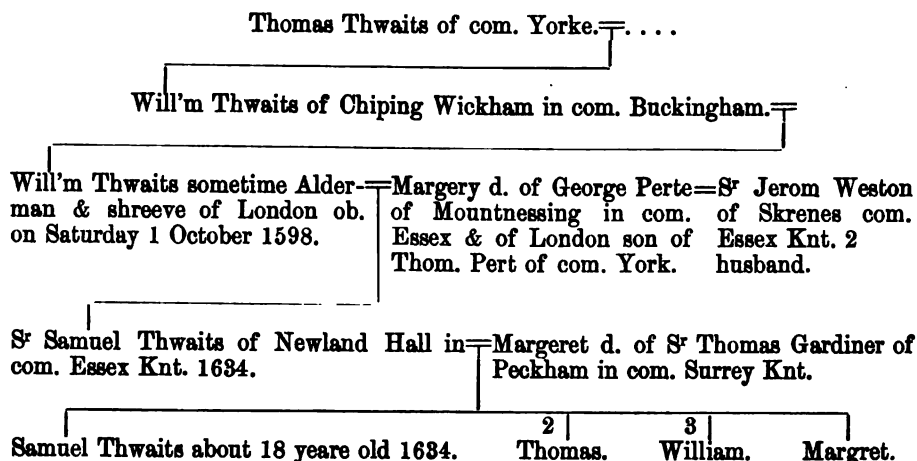 Thomas Thwaits of com. Yorke.=. . . .
Will'm Thwaits of Chiping Wickham in com. Buckingham.=
Will'm Thwaits sometime Alder-
man & shreeve of London ob.
on Saturday 1 October 1598.
=Margery d. of George Perte
of Mountnessing in com.
Essex & of London son of
Thom. Pert of com. York.
=Sʳ Jerom Weston
of Skrenes com.
Essex Knt. 2
husband.
Sʳ Samuel Thwaits of Newland Hall in
com. Essex Knt. 1634.
=Margeret d. of Sʳ Thomas Gardiner of
Peckham in com. Surrey Knt.
Samuel Thwaits about 18 yeare old 1634.
2
Thomas.
3
William.
Margret.